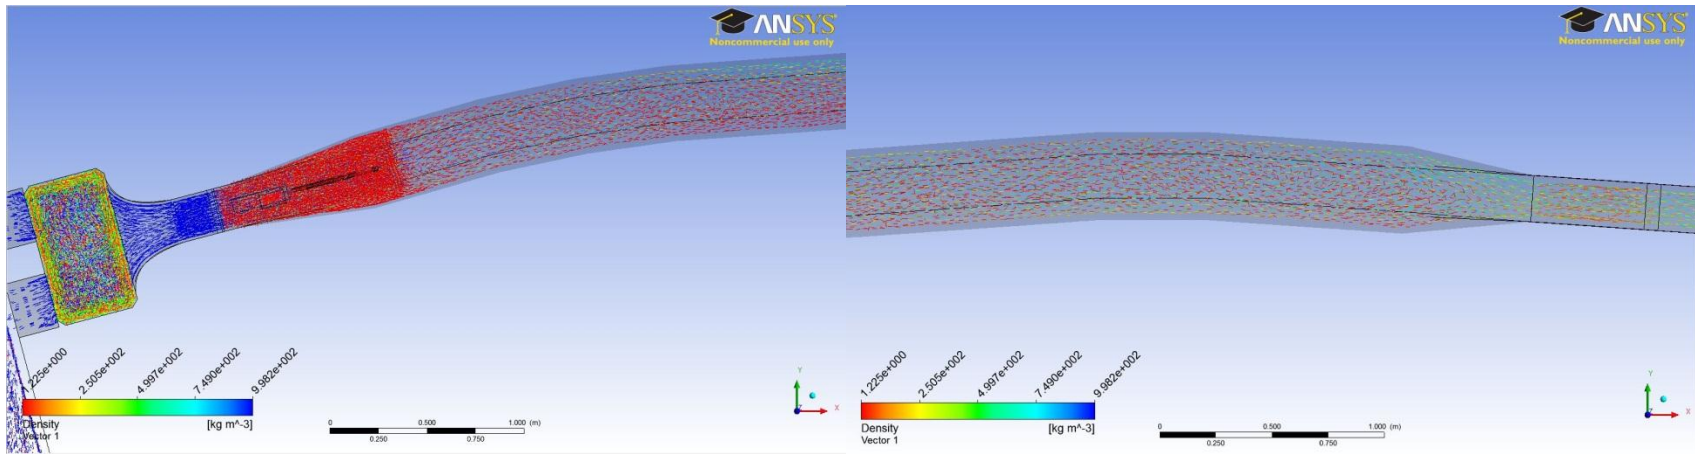 ANSYS
Noncommercial use only
1.225e+000
2.505e+002
4.997e+002
7.490e+002
9.982e+002
Density
Vector 1
[kg m^-3]
0
0.500
1.000 (m)
0.250
0.750
Y
Z
X
ANSYS
Noncommercial use only
1.225e+000
2.505e+002
4.997e+002
7.490e+002
9.982e+002
Density
Vector 1
[kg m^-3]
0
0.500
1.000 (m)
0.250
0.750
Y
Z
X